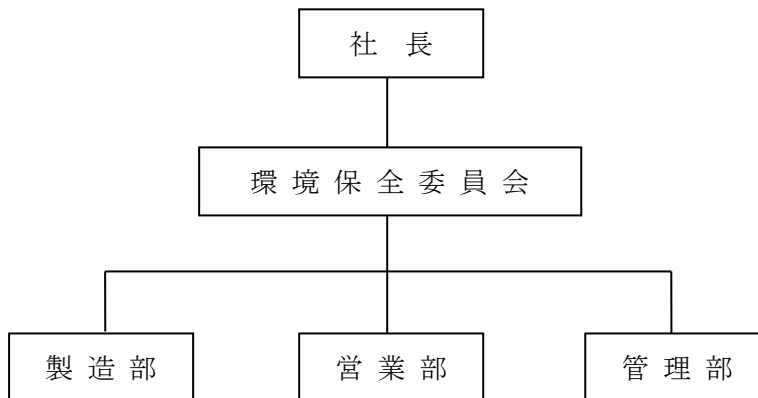 社長
環境保全委員会
製造部
営業部
管理部